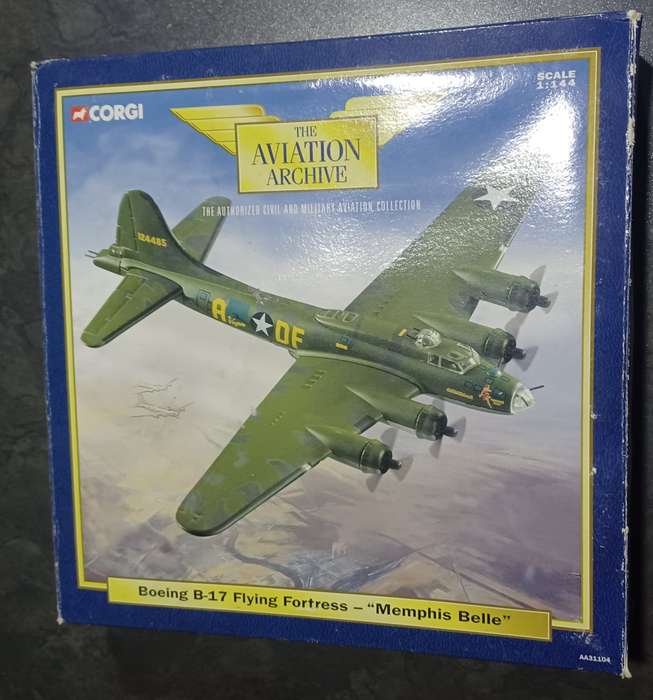 CORGI
SCALE
1:144
THE
AVIATION
ARCHIVE
THE AUTHORIZED CIVIL AND MILITARY AVIATION COLLECTION
124485
A
DF
Boeing B-17 Flying Fortress – "Memphis Belle"
AA31104